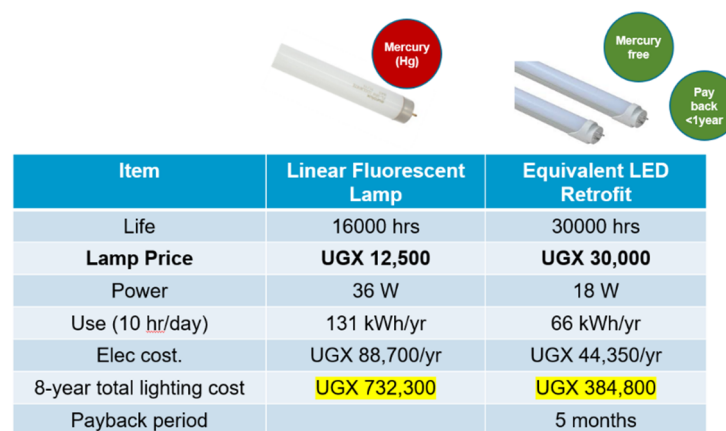 Mercury
(Hg)
Mercury
free
Pay
back
<1year
Item
Linear Fluorescent
Lamp
Equivalent LED
Retrofit
Life
16000 hrs
30000 hrs
Lamp Price
UGX 12,500
UGX 30,000
Power
36 W
18 W
Use (10 hr/day)
131 kWh/yr
66 kWh/yr
Elec cost.
UGX 88,700/yr
UGX 44,350/yr
8-year total lighting cost
UGX 732,300
UGX 384,800
Payback period
5 months